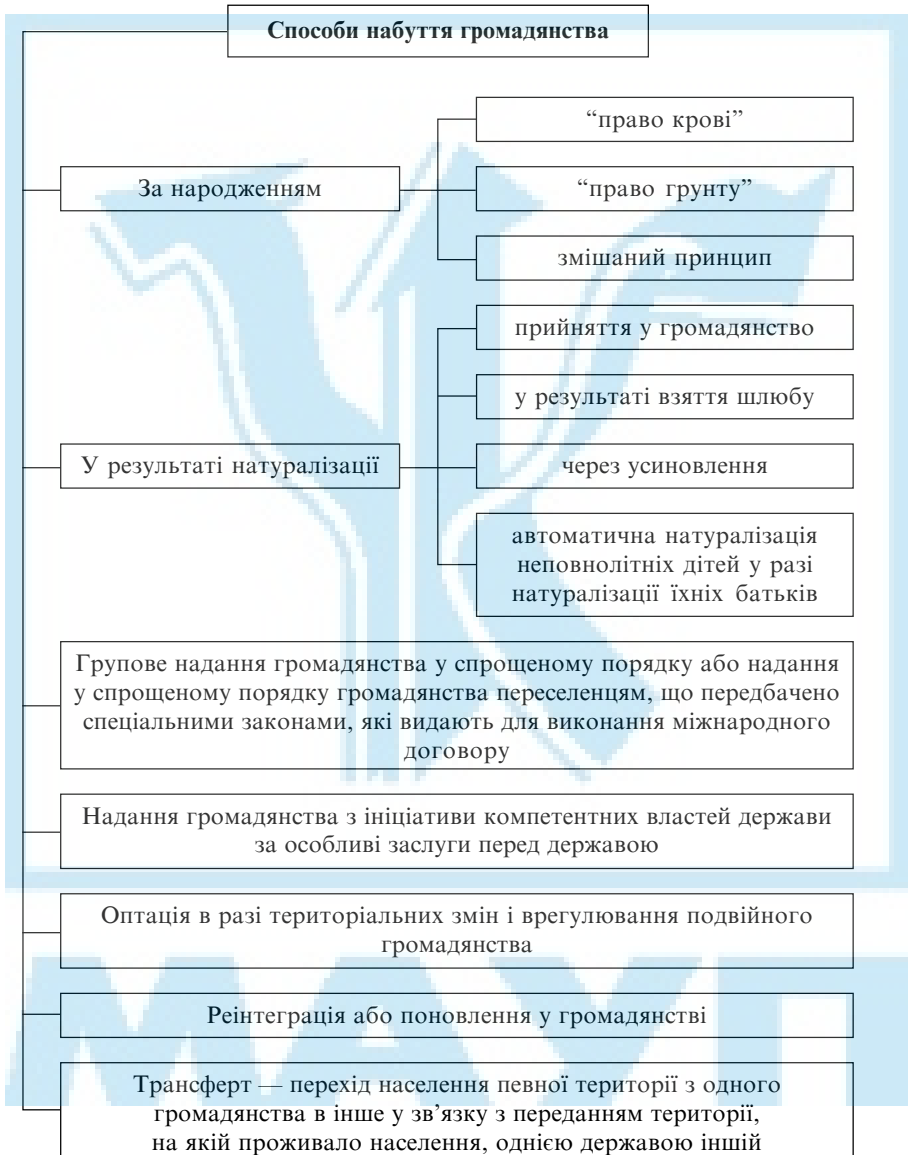 Способи набуття громадянства
За народженням
“право крові”
“право грунту”
змішаний принцип
У результаті натуралізації
прийняття у громадянство
у результаті взяття шлюбу
через усиновлення
автоматична натуралізація
неповнолітніх дітей у разі
натуралізації їхніх батьків
Групове надання громадянства у спрощеному порядку або надання
у спрощеному порядку громадянства переселенцям, що передбачено
спеціальними законами, які видають для виконання міжнародного
договору
Надання громадянства з ініціативи компетентних властей держави
за особливі заслуги перед державою
Оптація в разі територіальних змін і врегулювання подвійного
громадянства
Реінтеграція або поновлення у громадянстві
Трансферт — перехід населення певної території з одного
громадянства в інше у зв’язку з переданням території,
на якій проживало населення, однією державою іншій
МАУП